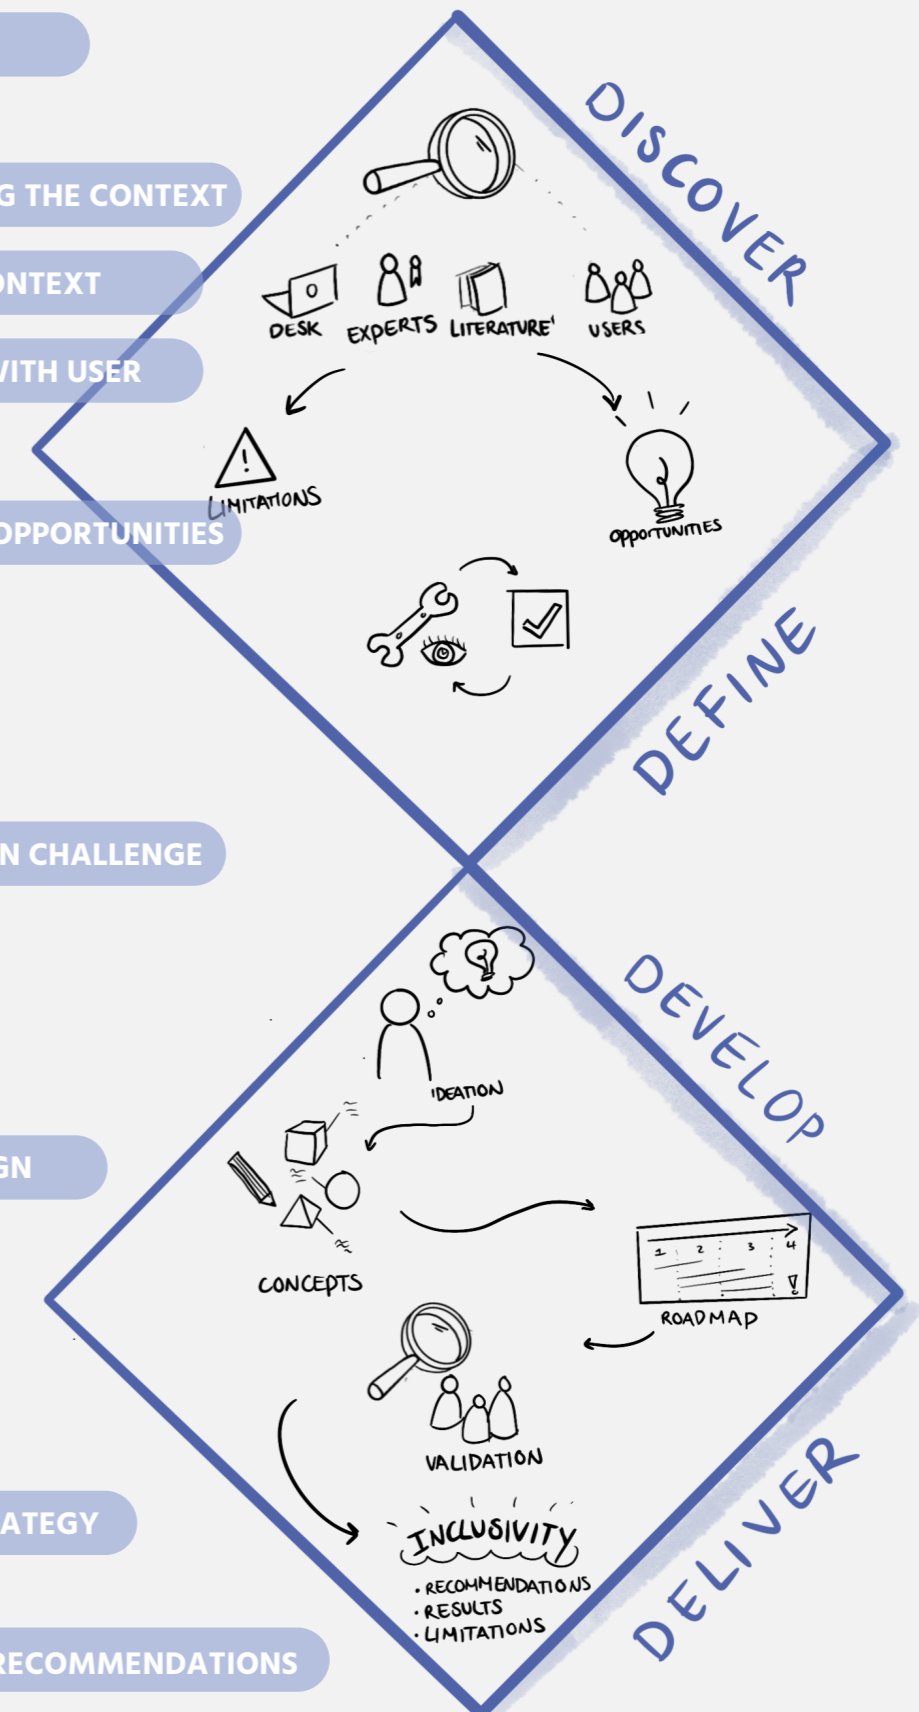 DISCOVER
G THE CONTEXT
ONTEXT
DESK EXPERTS LITERATURE' USERS
WITH USER
LIMITATIONS
OPPORTUNITIES
OPPORTUNITIES
DEFINE
N CHALLENGE
DEVELOP
IDEATION
GN
CONCEPTS
1 2 3 4
!
ROADMAP
VALIDATION
DELIVER
ATEGY
INCLUSIVITY
• RECOMMENDATIONS
• RESULTS
• LIMITATIONS
RECOMMENDATIONS